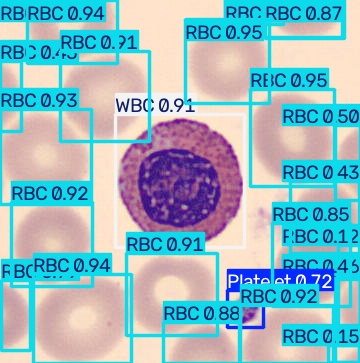 RBC 0.94
RBC 0.87
RBC 0.91
RBC 0.95
RBC 0.95
RBC 0.93
WBC 0.91
RBC 0.50
RBC 0.43
RBC 0.92
RBC 0.85
RBC 0.91
RBC 0.94
Platelet 0.72
RBC 0.92
RBC 0.88
RBC 0.15